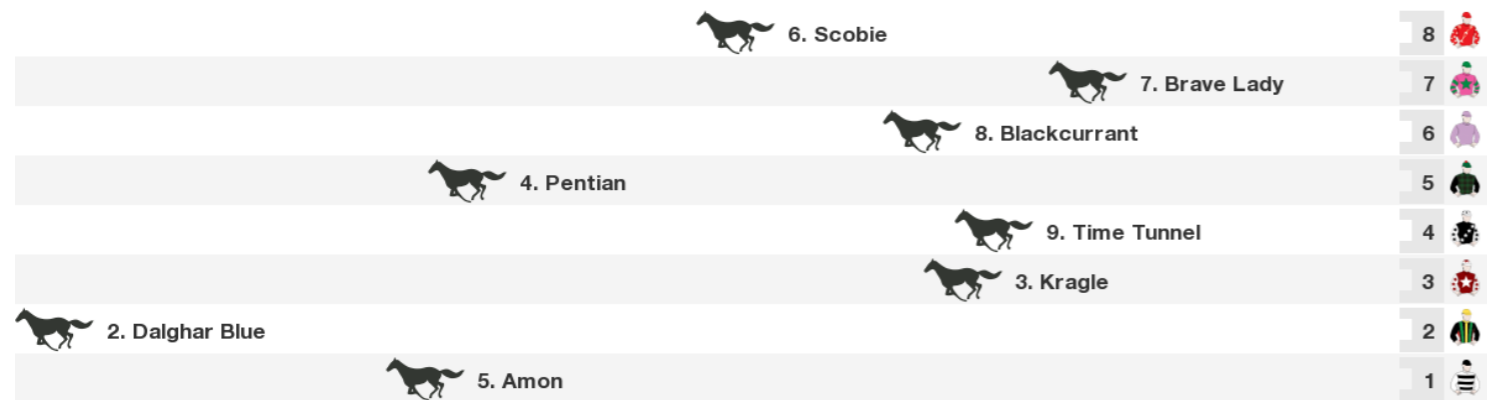 6. Scobie 8
7. Brave Lady 7
8. Blackcurrant 6
4. Pentian 5
9. Time Tunnel 4
3. Kragle 3
2. Dalghar Blue 2
5. Amon 1